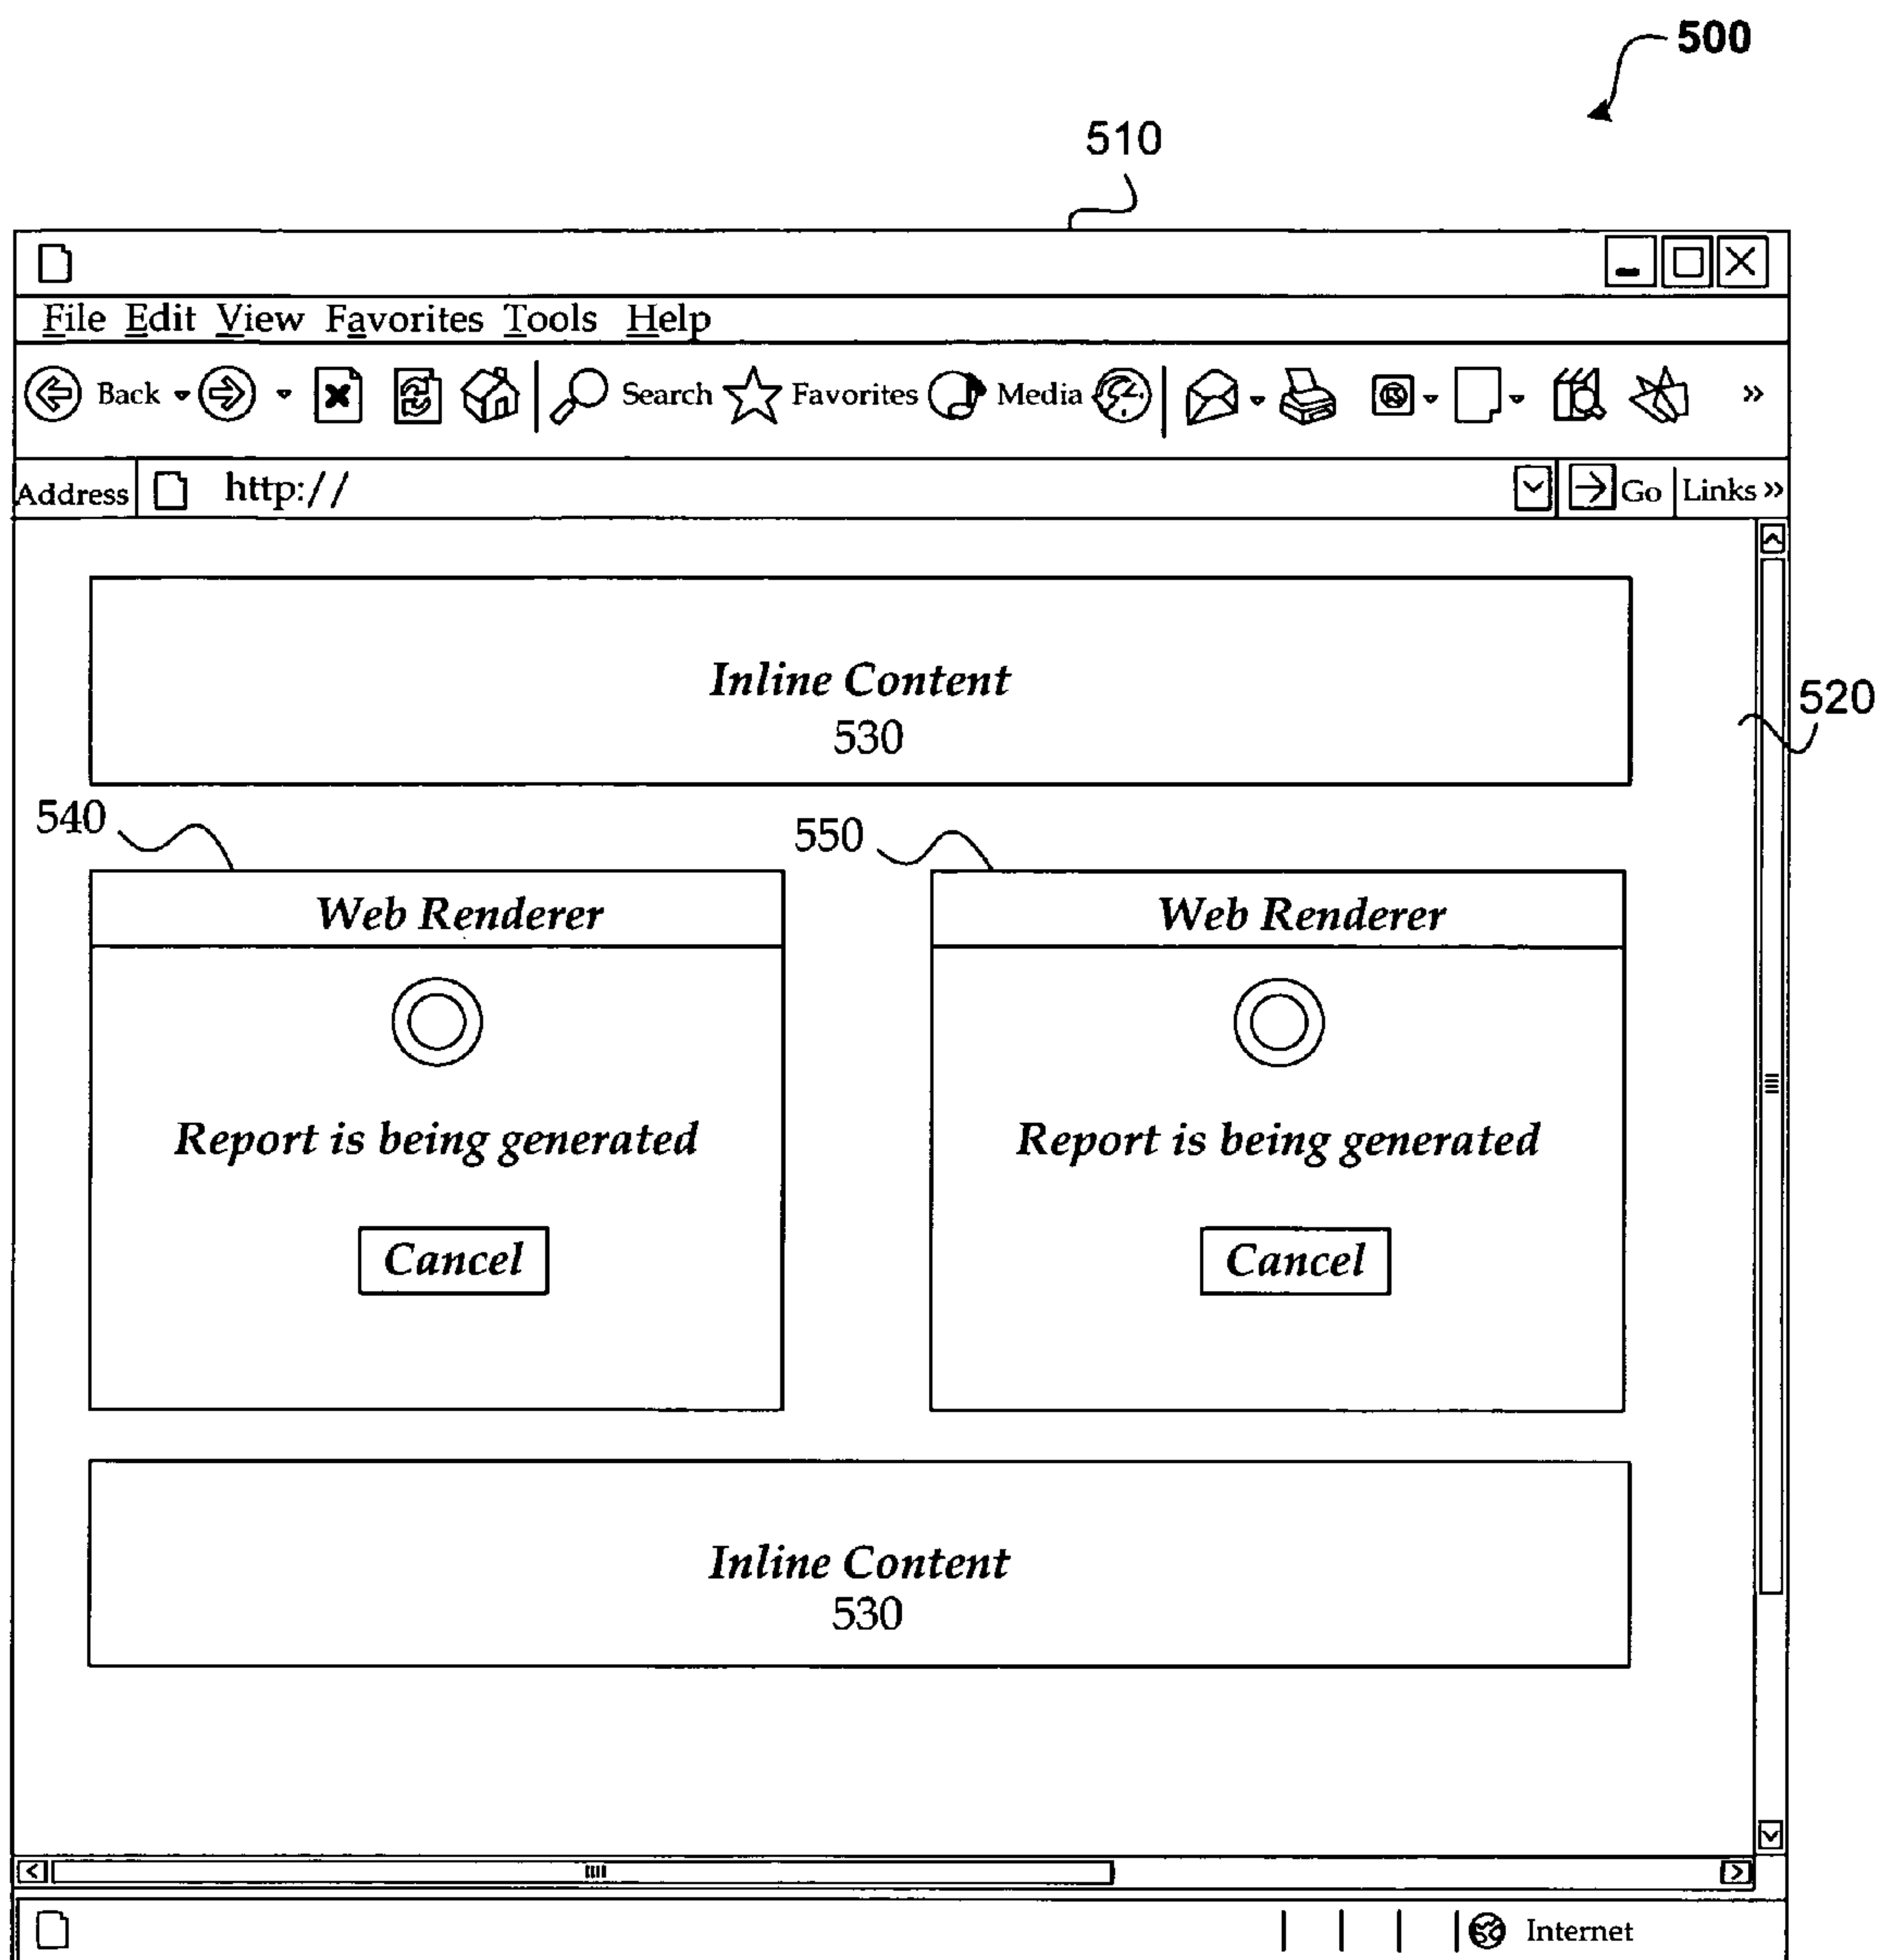 500
510
File Edit View Favorites Tools Help
Back Search Favorites Media
Address http:// Go Links »
Inline Content
530
520
540
550
Web Renderer
Report is being generated
Cancel
Web Renderer
Report is being generated
Cancel
Inline Content
530
Internet